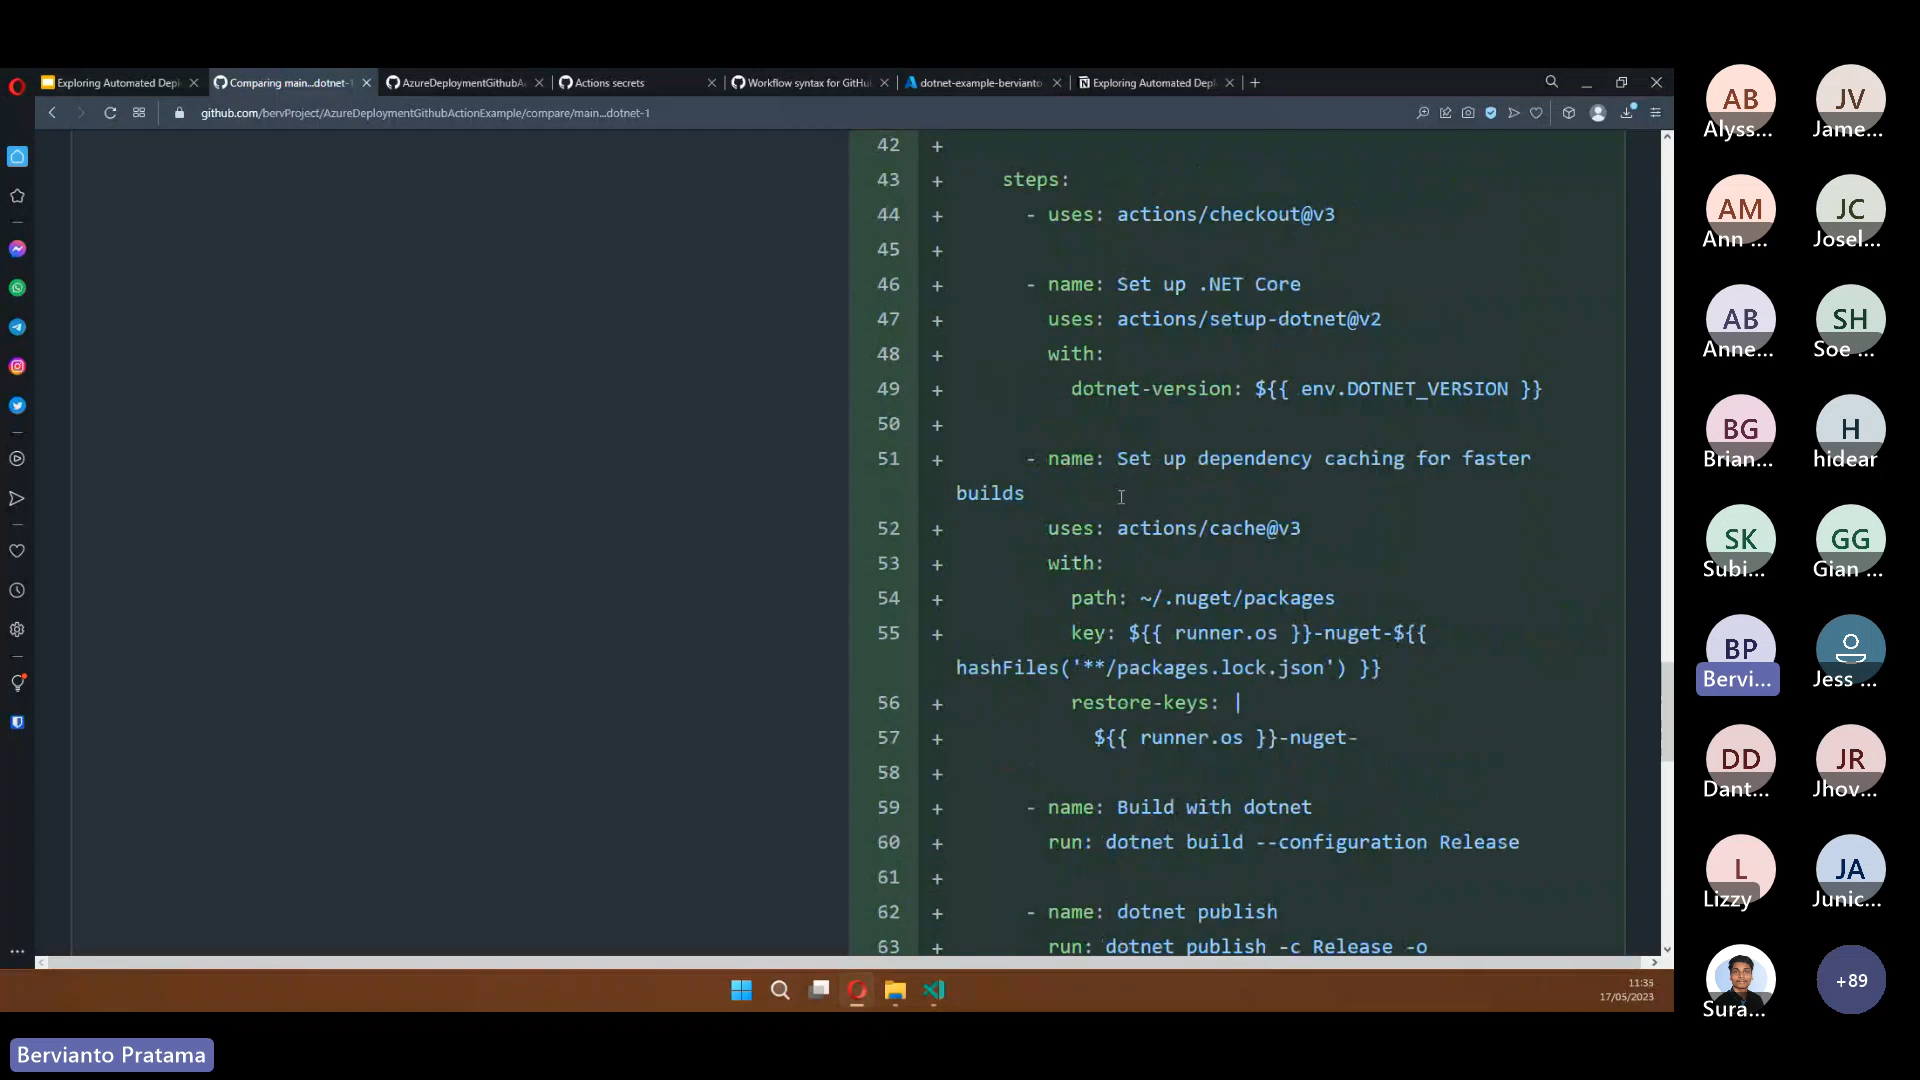 Exploring Automated Depl
Comparing main...dotnet-1
AzureDeploymentGithubA
Actions secrets
Workflow syntax for GitHu
dotnet-example-bervianto
Exploring Automated Dep
github.com/bervProject/AzureDeploymentGithubActionExample/compare/main...dotnet-1
42 +
43 + steps:
44 + - uses: actions/checkout@v3
45 +
46 + - name: Set up .NET Core
47 + uses: actions/setup-dotnet@v2
48 + with:
49 + dotnet-version: ${{ env.DOTNET_VERSION }}
50 +
51 + - name: Set up dependency caching for faster
builds
52 + uses: actions/cache@v3
53 + with:
54 + path: ~/.nuget/packages
55 + key: ${{ runner.os }}-nuget-${{
hashFiles('**/packages.lock.json') }}
56 + restore-keys: |
57 + ${{ runner.os }}-nuget-
58 +
59 + - name: Build with dotnet
60 + run: dotnet build --configuration Release
61 +
62 + - name: dotnet publish
63 + run: dotnet publish -c Release -o
11:35
17/05/2023
AB JV
Alyss... Jame...
AM JC
Ann ... Josel...
AB SH
Anne... Soe ...
BG H
Brian... hidear
SK GG
Subi... Gian ...
BP
Bervi... Jess ...
DD JR
Dant... Jhov...
L JA
Lizzy Junic...
+89
Sura...
Bervianto Pratama